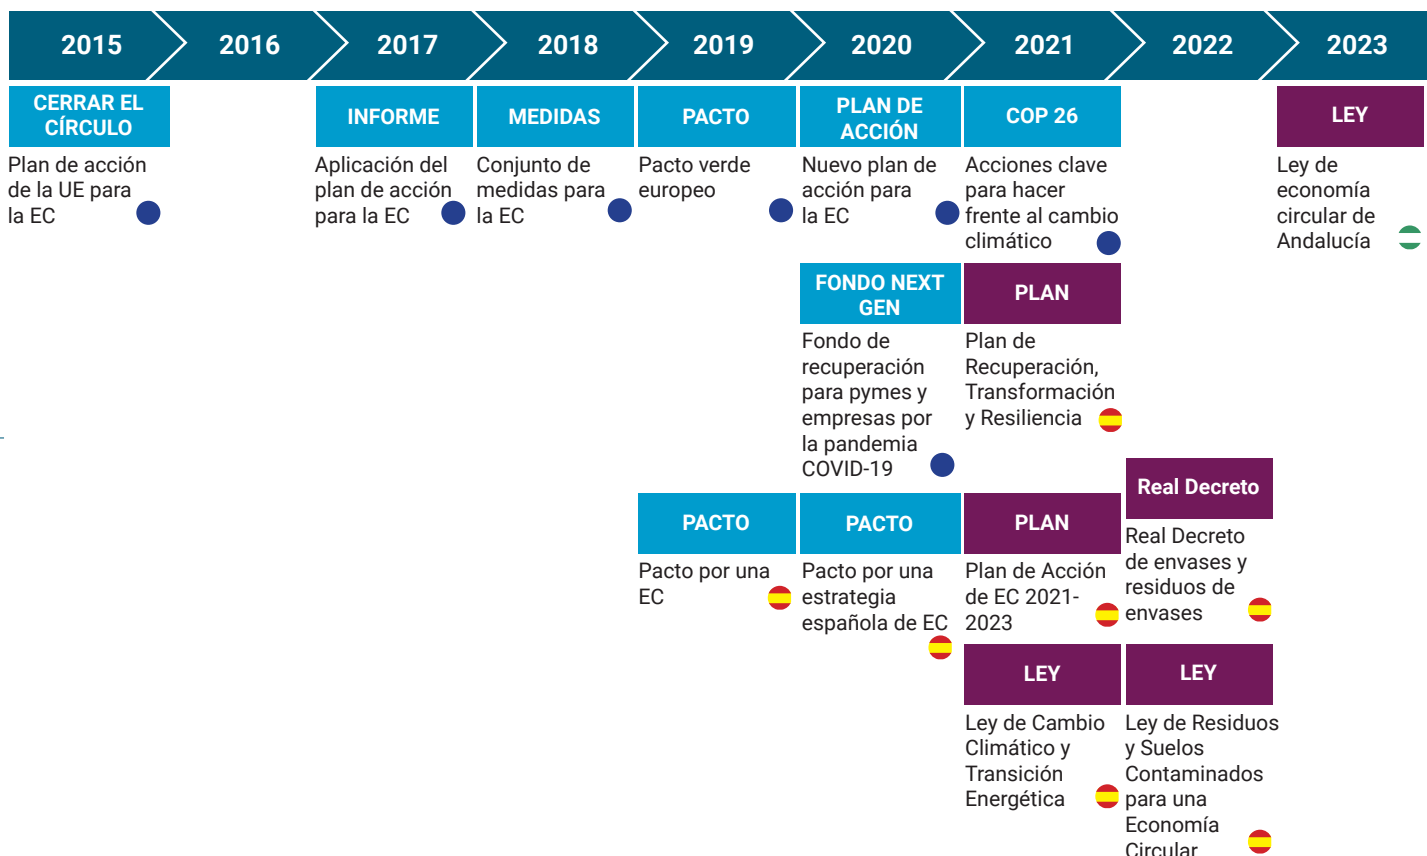 2015
2016
2017
2018
2019
2020
2021
2022
2023
CERRAR EL
CÍRCULO
Plan de acción
de la UE para
la EC
INFORME
Aplicación del
plan de acción
para la EC
MEDIDAS
Conjunto de
medidas para
la EC
PACTO
Pacto verde
europeo
PLAN DE
ACCIÓN
Nuevo plan de
acción para
la EC
COP 26
Acciones clave
para hacer
frente al cambio
climático
LEY
Ley de
economía
circular de
Andalucía
FONDO NEXT
GEN
Fondo de
recuperación
para pymes y
empresas por
la pandemia
COVID-19
PLAN
Plan de
Recuperación,
Transformación
y Resiliencia
PACTO
Pacto por una
EC
PACTO
Pacto por una
estrategia
española de EC
PLAN
Plan de Acción
de EC 2021-
2023
Real Decreto
Real Decreto
de envases y
residuos de
envases
LEY
Ley de Cambio
Climático y
Transición
Energética
LEY
Ley de Residuos
y Suelos
Contaminados
para una
Economía
Circular